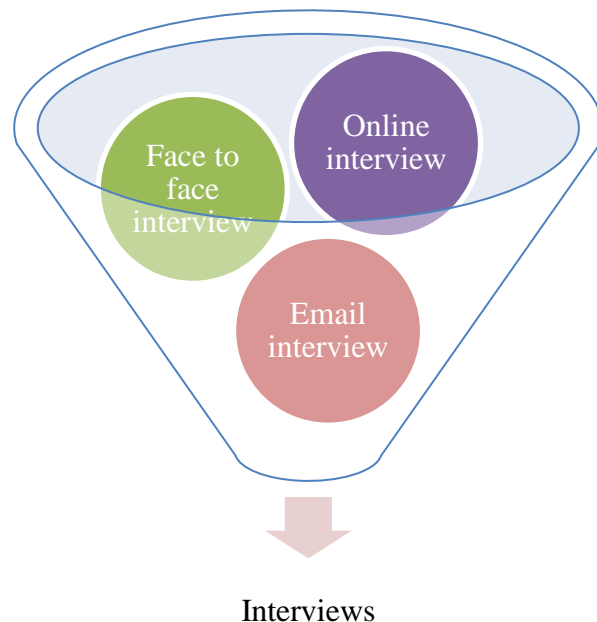 Online
interview
Face to
face
interview
Email
interview
Interviews